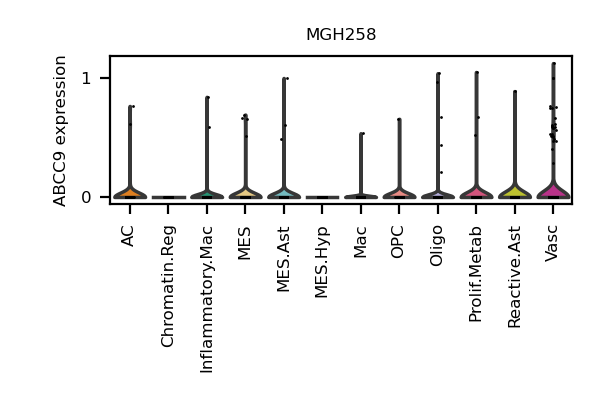 MGH258
ABCC9 expression
1
0
AC
Chromatin.Reg
Inflammatory.Mac
MES
MES.Ast
MES.Hyp
Mac
OPC
Oligo
Prolif.Metab
Reactive.Ast
Vasc